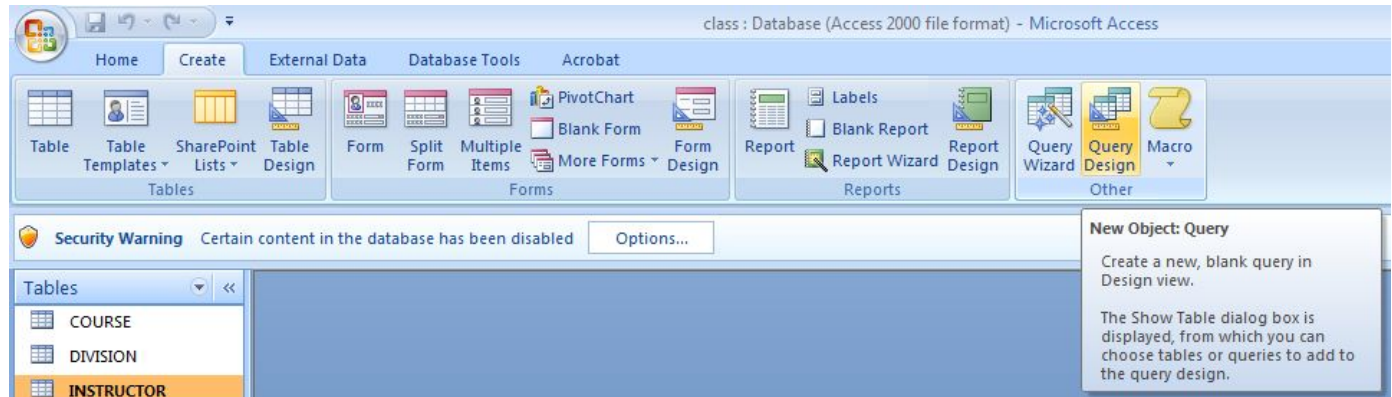 class : Database (Access 2000 file format) - Microsoft Access
Home Create External Data Database Tools Acrobat
Table
Table Templates
SharePoint Lists
Table Design
Tables
Form
Split Form
Multiple Items
PivotChart
Blank Form
More Forms
Form Design
Forms
Report
Labels
Blank Report
Report Wizard
Report Design
Reports
Query Wizard
Query Design
Macro
Other
Security Warning Certain content in the database has been disabled Options...
Tables «
COURSE
DIVISION
INSTRUCTOR
New Object: Query
Create a new, blank query in
Design view.
The Show Table dialog box is
displayed, from which you can
choose tables or queries to add to
the query design.